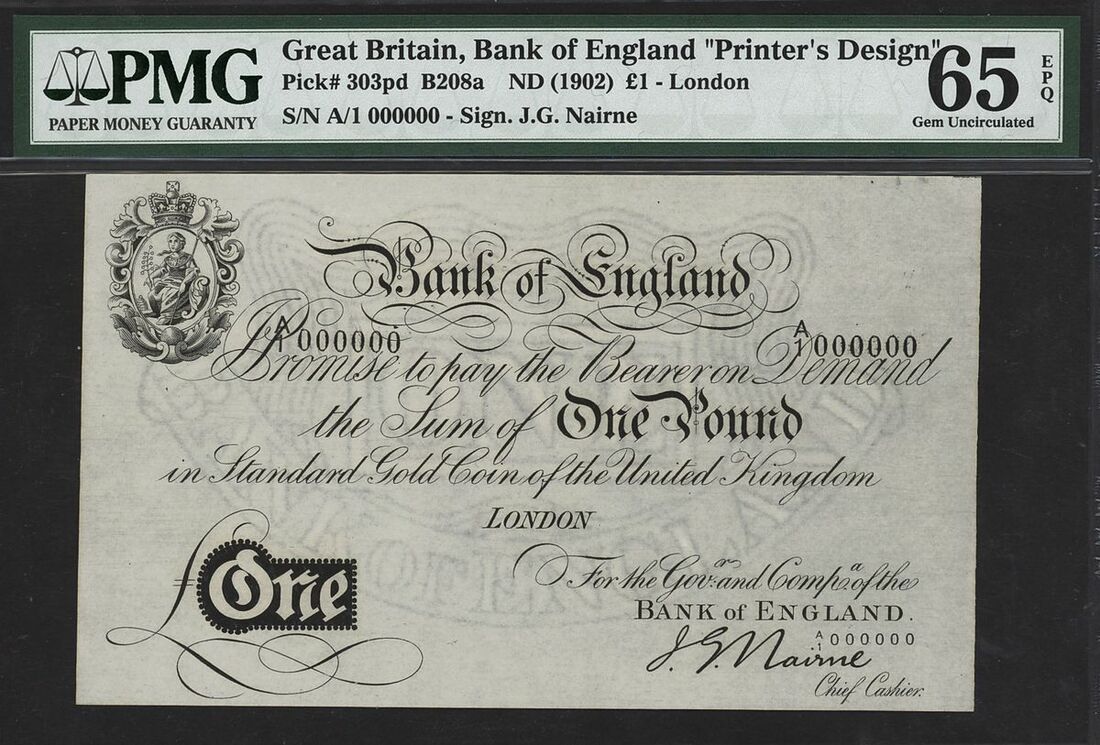 PMG
PAPER MONEY GUARANTY
Great Britain, Bank of England "Printer's Design"
Pick# 303pd B208a ND (1902) £1 - London
S/N A/1 000000 - Sign. J.G. Nairne
65 EPQ
Gem Uncirculated
Bank of England
A/1 000000 A/1 000000
I Promise to pay the Bearer on Demand
the Sum of One Pound
in Standard Gold Coin of the United Kingdom
LONDON
£ One
For the Govr. and Compa. of the
BANK of ENGLAND.
A/1 000000
J. G. Nairne
Chief Cashier.